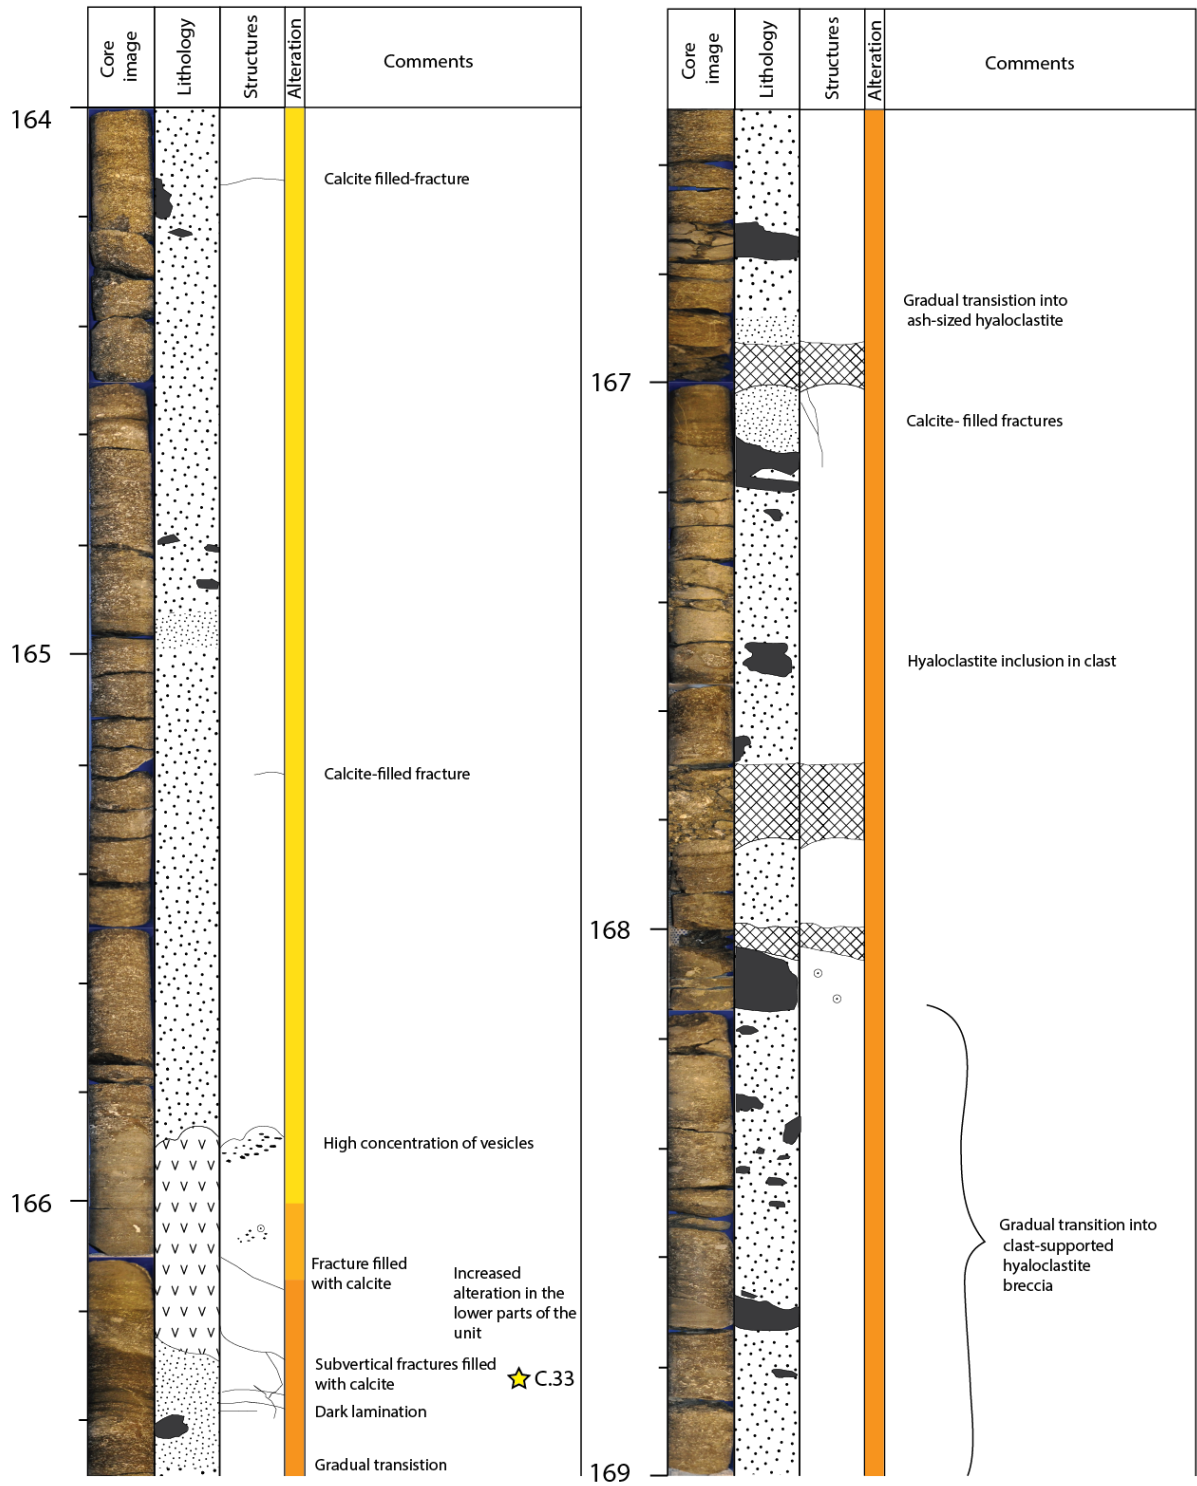 Core
image
Lithology
Structures
Alteration
Comments
164
Calcite filled-fracture
165
Calcite-filled fracture
High concentration of vesicles
166
Fracture filled
with calcite
Increased
alteration in the
lower parts of the
unit
Subvertical fractures filled
with calcite
C.33
Dark lamination
Gradual transistion
Core
image
Lithology
Structures
Alteration
Comments
Gradual transistion into
ash-sized hyaloclastite
167
Calcite- filled fractures
Hyaloclastite inclusion in clast
168
Gradual transition into
clast-supported
hyaloclastite
breccia
169